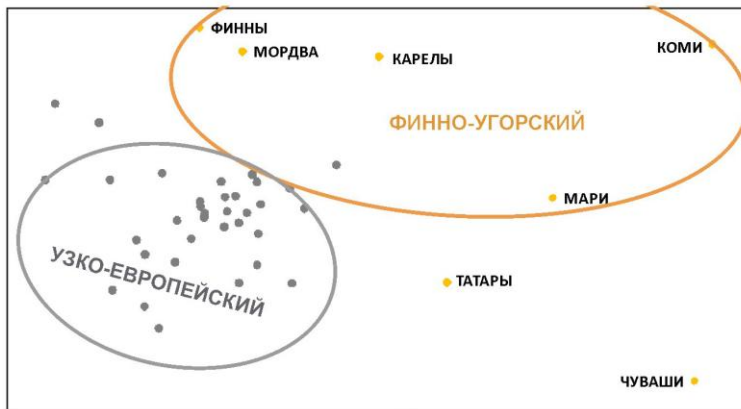 ФИННЫ
МОРДВА
КАРЕЛЫ
КОМИ
ФИННО-УГОРСКИЙ
МАРИ
УЗКО-ЕВРОПЕЙСКИЙ
ТАТАРЫ
ЧУВАШИ